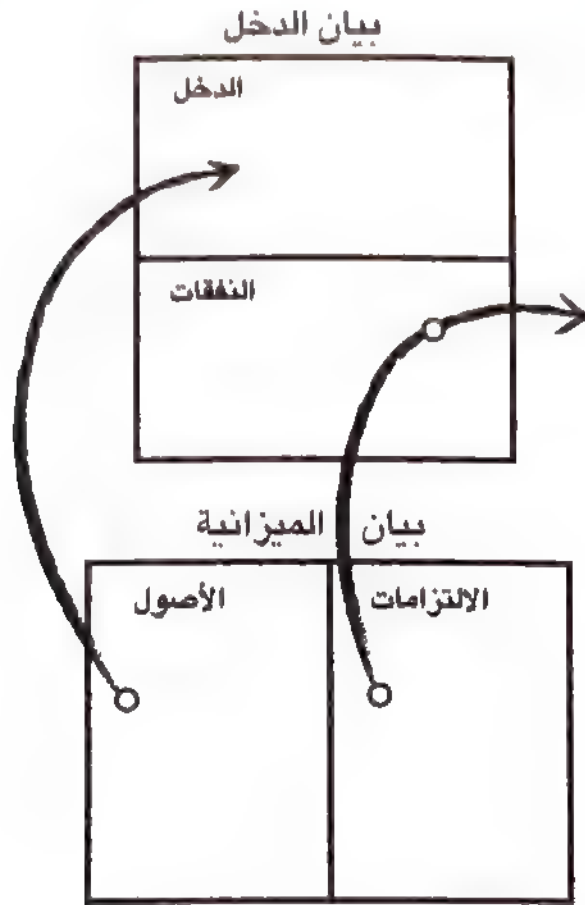 بيان الدخل
الدخل
النفقات
بيان الميزانية
الأصول
الالتزامات